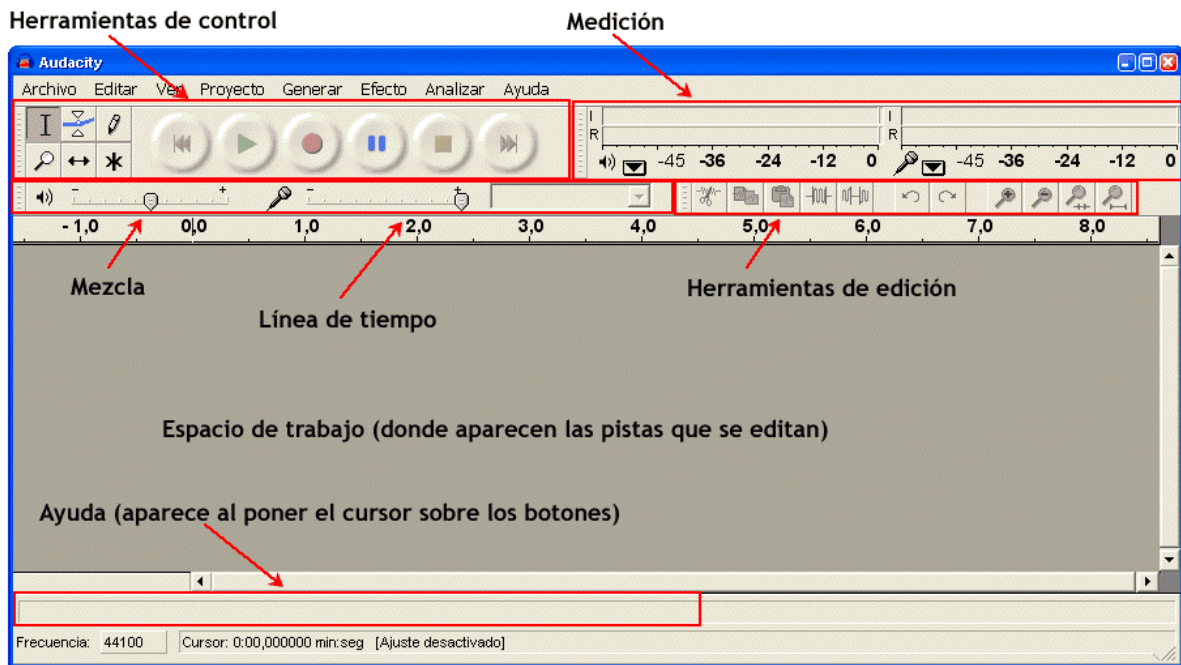 Herramientas de control
Medición
Audacity
Archivo Editar Ver Proyecto Generar Efecto Analizar Ayuda
I
R
-45 -36 -24 -12 0
I
R
-45 -36 -24 -12 0
- + - +
- 1,0 0,0 1,0 2,0 3,0 4,0 5,0 6,0 7,0 8,0
Mezcla
Línea de tiempo
Herramientas de edición
Espacio de trabajo (donde aparecen las pistas que se editan)
Ayuda (aparece al poner el cursor sobre los botones)
Frecuencia: 44100 Cursor: 0:00,000000 min:seg [Ajuste desactivado]